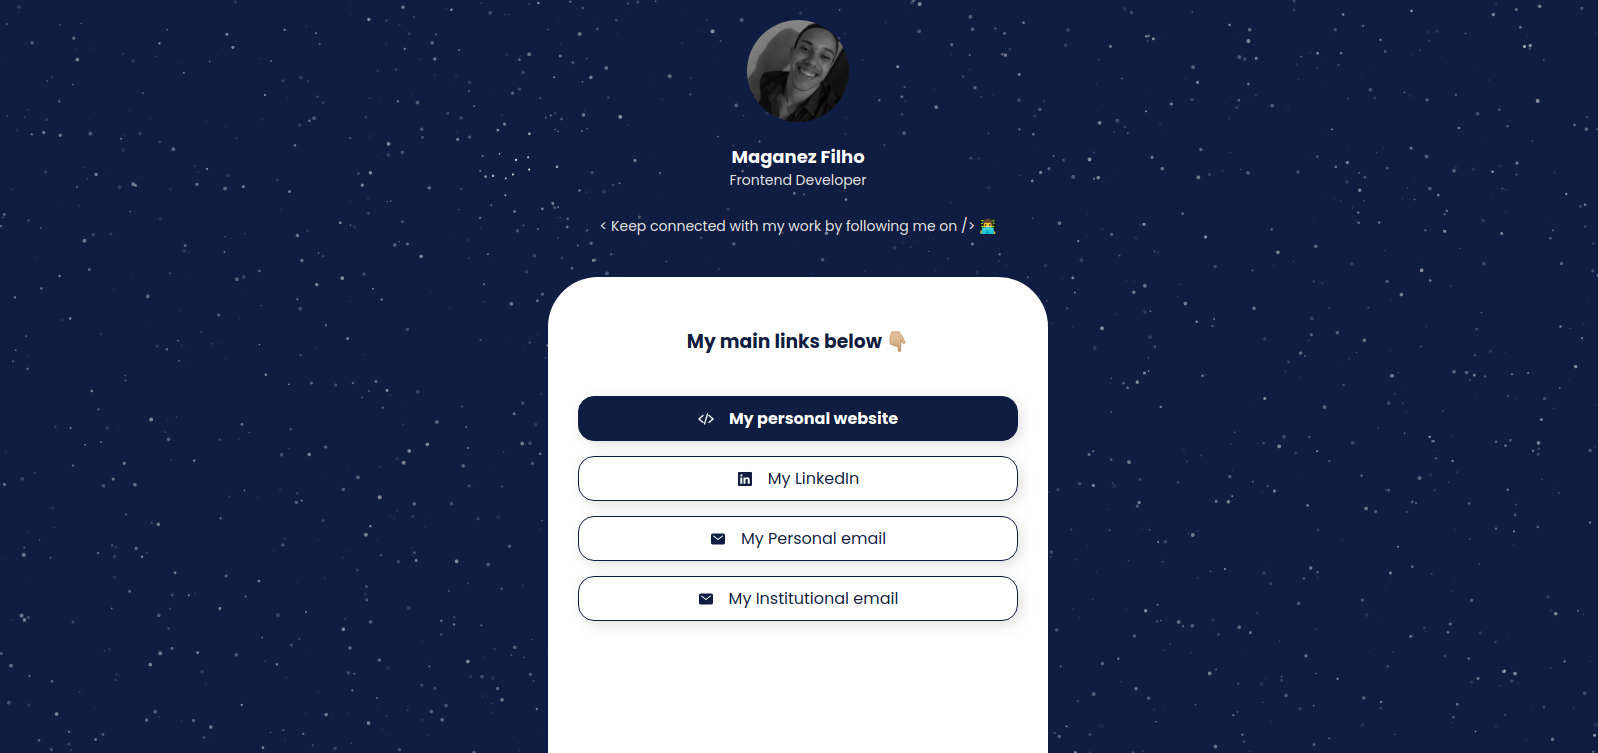 Maganez Filho
Frontend Developer
< Keep connected with my work by following me on /> 👨🏽‍💻
My main links below 👇🏼
</> My personal website
in My LinkedIn
My Personal email
My Institutional email